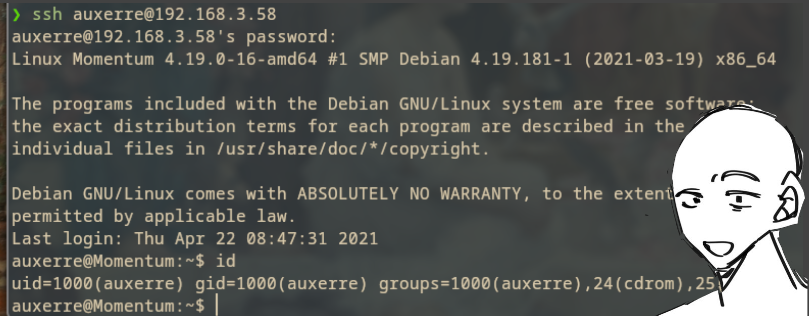 ❯ ssh auxerre@192.168.3.58
auxerre@192.168.3.58's password:
Linux Momentum 4.19.0-16-amd64 #1 SMP Debian 4.19.181-1 (2021-03-19) x86_64
The programs included with the Debian GNU/Linux system are free software;
the exact distribution terms for each program are described in the
individual files in /usr/share/doc/*/copyright.
Debian GNU/Linux comes with ABSOLUTELY NO WARRANTY, to the extent
permitted by applicable law.
Last login: Thu Apr 22 08:47:31 2021
auxerre@Momentum:~$ id
uid=1000(auxerre) gid=1000(auxerre) groups=1000(auxerre),24(cdrom),25
auxerre@Momentum:~$